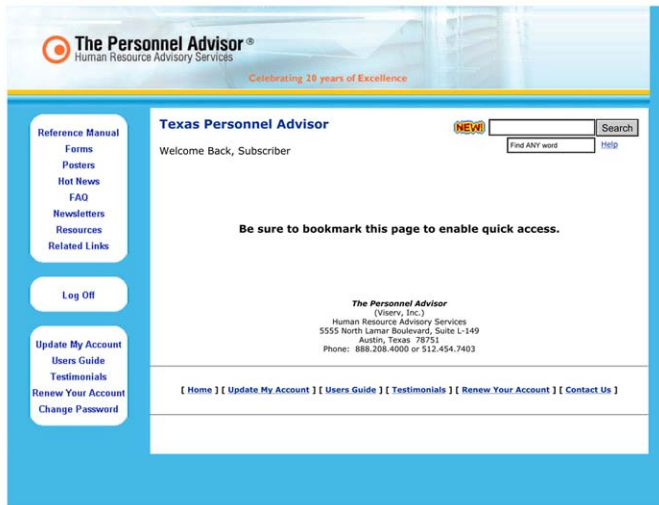 The Personnel Advisor ®
Human Resource Advisory Services
Celebrating 20 years of Excellence
Reference Manual
Forms
Posters
Hot News
FAQ
Newsletters
Resources
Related Links
Log Off
Update My Account
Users Guide
Testimonials
Renew Your Account
Change Password
Texas Personnel Advisor
NEW!
Search
Welcome Back, Subscriber
Find ANY word
Help
Be sure to bookmark this page to enable quick access.
The Personnel Advisor
(Viserv, Inc.)
Human Resource Advisory Services
5555 North Lamar Boulevard, Suite L-149
Austin, Texas 78751
Phone: 888.208.4000 or 512.454.7403
[ Home ] [ Update My Account ] [ Users Guide ] [ Testimonials ] [ Renew Your Account ] [ Contact Us ]